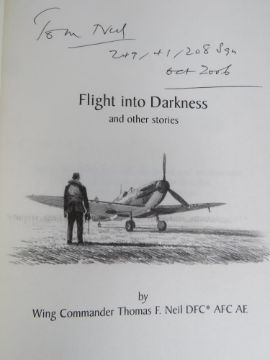 Tom Neil
249/41/208 Sqn
Oct 2006
Flight into Darkness
and other stories
by
Wing Commander Thomas F. Neil DFC* AFC AE